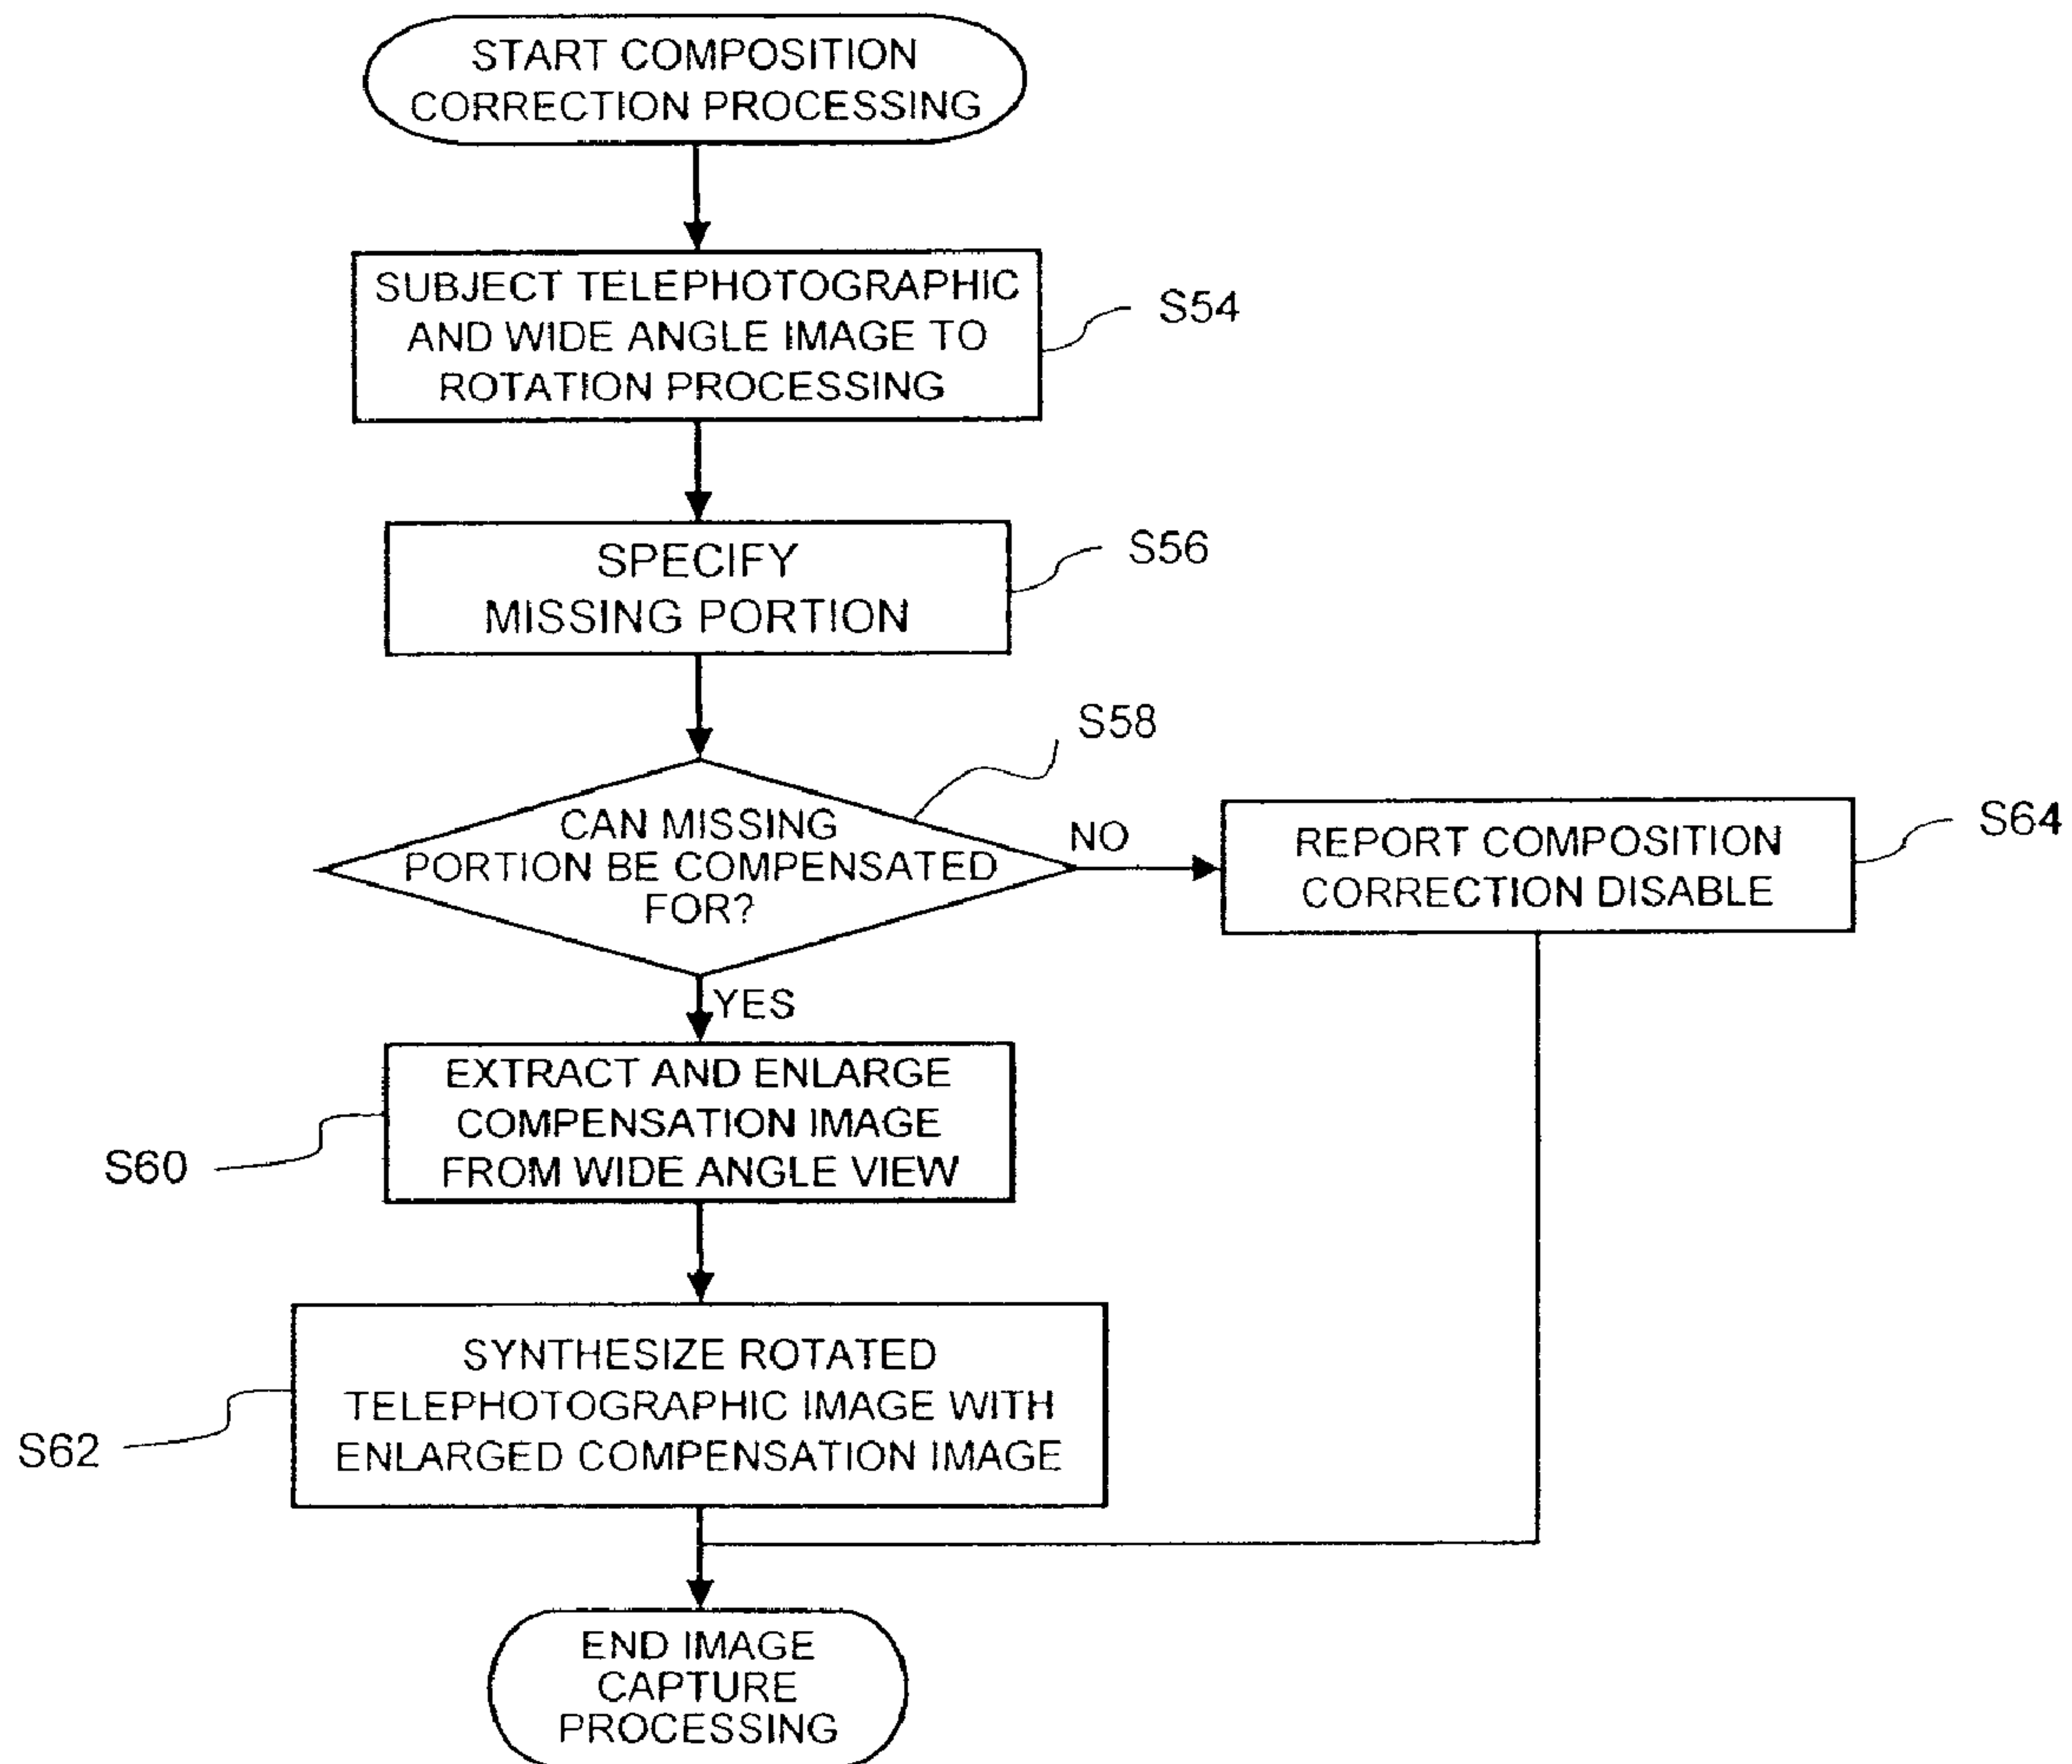 START COMPOSITION
CORRECTION PROCESSING
SUBJECT TELEPHOTOGRAPHIC
AND WIDE ANGLE IMAGE TO
ROTATION PROCESSING
S54
SPECIFY
MISSING PORTION
S56
S58
CAN MISSING
PORTION BE COMPENSATED
FOR?
NO
REPORT COMPOSITION
CORRECTION DISABLE
S64
YES
EXTRACT AND ENLARGE
COMPENSATION IMAGE
FROM WIDE ANGLE VIEW
S60
SYNTHESIZE ROTATED
TELEPHOTOGRAPHIC IMAGE WITH
ENLARGED COMPENSATION IMAGE
S62
END IMAGE
CAPTURE
PROCESSING